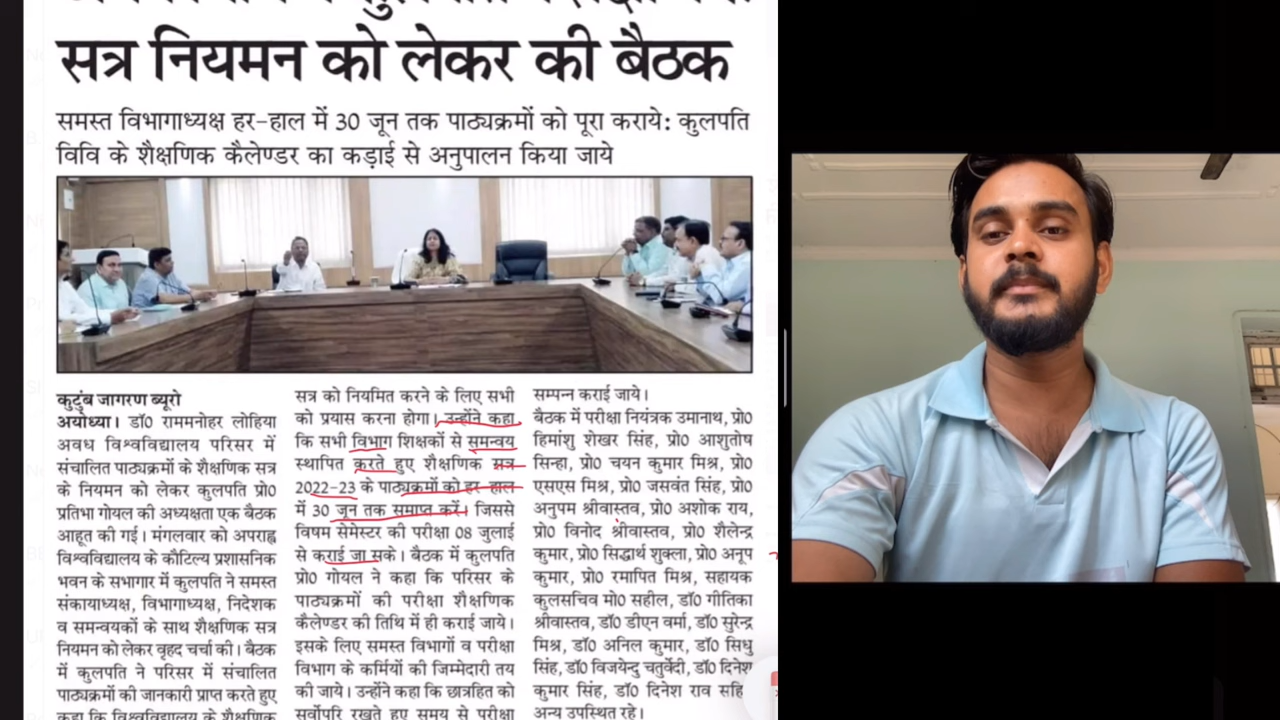 सत्र नियमन को लेकर की बैठक
समस्त विभागाध्यक्ष हर-हाल में 30 जून तक पाठ्यक्रमों को पूरा कराये: कुलपति
विवि के शैक्षणिक कैलेण्डर का कड़ाई से अनुपालन किया जाये
कुटुंब जागरण ब्यूरो
अयोध्या। डॉ0 राममनोहर लोहिया
अवध विश्वविद्यालय परिसर में
संचालित पाठ्यक्रमों के शैक्षणिक सत्र
के नियमन को लेकर कुलपति प्रो0
प्रतिभा गोयल की अध्यक्षता एक बैठक
आहूत की गई। मंगलवार को अपराह्न
विश्वविद्यालय के कौटिल्य प्रशासनिक
भवन के सभागार में कुलपति ने समस्त
संकायाध्यक्ष, विभागाध्यक्ष, निदेशक
व समन्वयकों के साथ शैक्षणिक सत्र
नियमन को लेकर वृहद चर्चा की। बैठक
में कुलपति ने परिसर में संचालित
पाठ्यक्रमों की जानकारी प्राप्त करते हुए
कहा कि विश्वविद्यालय के शैक्षणिक
सत्र को नियमित करने के लिए सभी
को प्रयास करना होगा। उन्होंने कहा
कि सभी विभाग शिक्षकों से समन्वय
स्थापित करते हुए शैक्षणिक सत्र
2022-23 के पाठ्यक्रमों को हर हाल
में 30 जून तक समाप्त करें। जिससे
विषम सेमेस्टर की परीक्षा 08 जुलाई
से कराई जा सके। बैठक में कुलपति
प्रो0 गोयल ने कहा कि परिसर के
पाठ्यक्रमों की परीक्षा शैक्षणिक
कैलेण्डर की तिथि में ही कराई जाये।
इसके लिए समस्त विभागों व परीक्षा
विभाग के कर्मियों की जिम्मेदारी तय
की जाये। उन्होंने कहा कि छात्रहित को
सर्वोपरि रखते हुए समय से परीक्षा
सम्पन्न कराई जाये।
बैठक में परीक्षा नियंत्रक उमानाथ, प्रो0
हिमांशु शेखर सिंह, प्रो0 आशुतोष
सिन्हा, प्रो0 चयन कुमार मिश्र, प्रो0
एसएस मिश्र, प्रो0 जसवंत सिंह, प्रो0
अनुपम श्रीवास्तव, प्रो0 अशोक राय,
प्रो0 विनोद श्रीवास्तव, प्रो0 शैलेन्द्र
कुमार, प्रो0 सिद्धार्थ शुक्ला, प्रो0 अनूप
कुमार, प्रो0 रमापति मिश्र, सहायक
कुलसचिव मो0 सहील, डॉ0 गीतिका
श्रीवास्तव, डॉ0 डीएन वर्मा, डॉ0 सुरेन्द्र
मिश्र, डॉ0 अनिल कुमार, डॉ0 सिधु
सिंह, डॉ0 विजयेन्दु चतुर्वेदी, डॉ0 दिनेश
कुमार सिंह, डॉ0 दिनेश राव सहि
अन्य उपस्थित रहे।